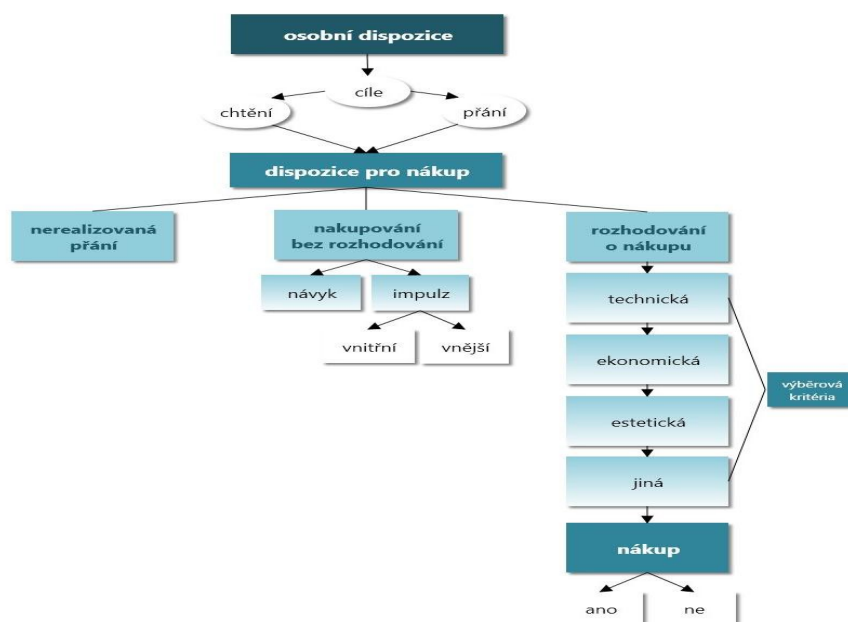 osobní dispozice
cíle
chtění
přání
dispozice pro nákup
nerealizovaná
přání
nakupování
bez rozhodování
rozhodování
o nákupu
návyk
impulz
technická
vnitřní
vnější
ekonomická
výběrová
kritéria
estetická
jiná
nákup
ano
ne